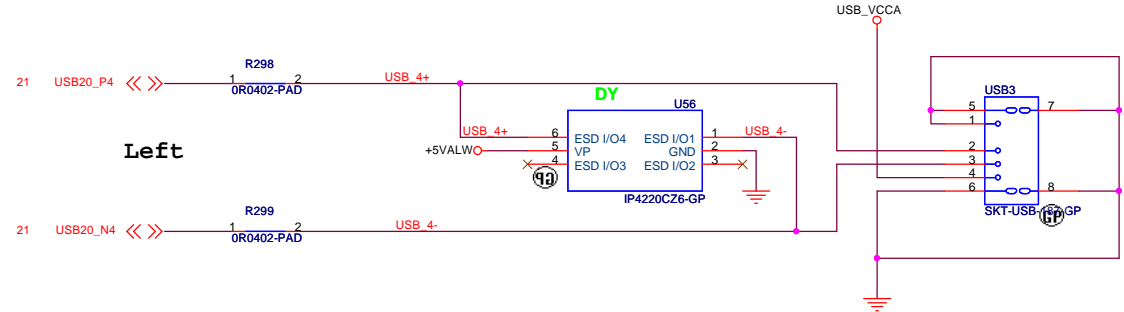 USB_VCCA
R298
21 USB20_P4 1 2 USB_4+
0R0402-PAD
DY
U56
USB_4+ 6 ESD I/O4 ESD I/O1 1 USB_4-
+5VALW 5 VP GND 2
4 ESD I/O3 ESD I/O2 3
GP
IP4220CZ6-GP
Left
USB3
5 7
1
2
3
4
6 8
GP
R299
21 USB20_N4 1 2 USB_4-
0R0402-PAD